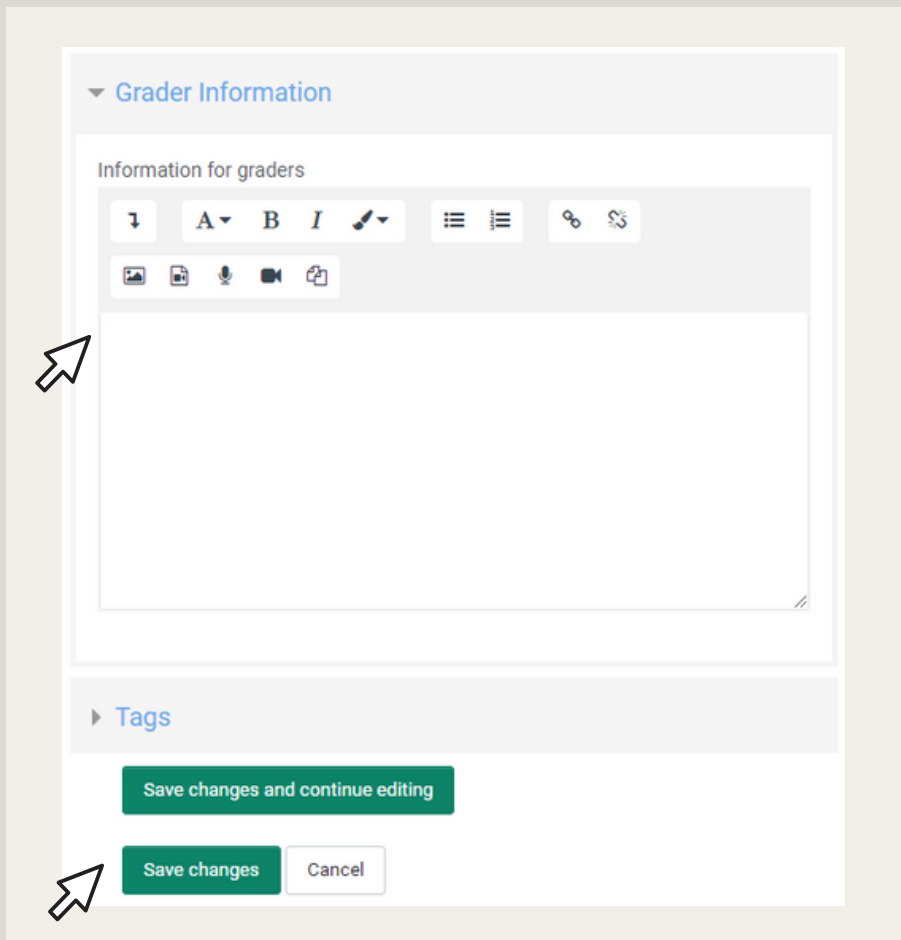 Grader Information
Information for graders
A B I
Tags
Save changes and continue editing
Save changes Cancel